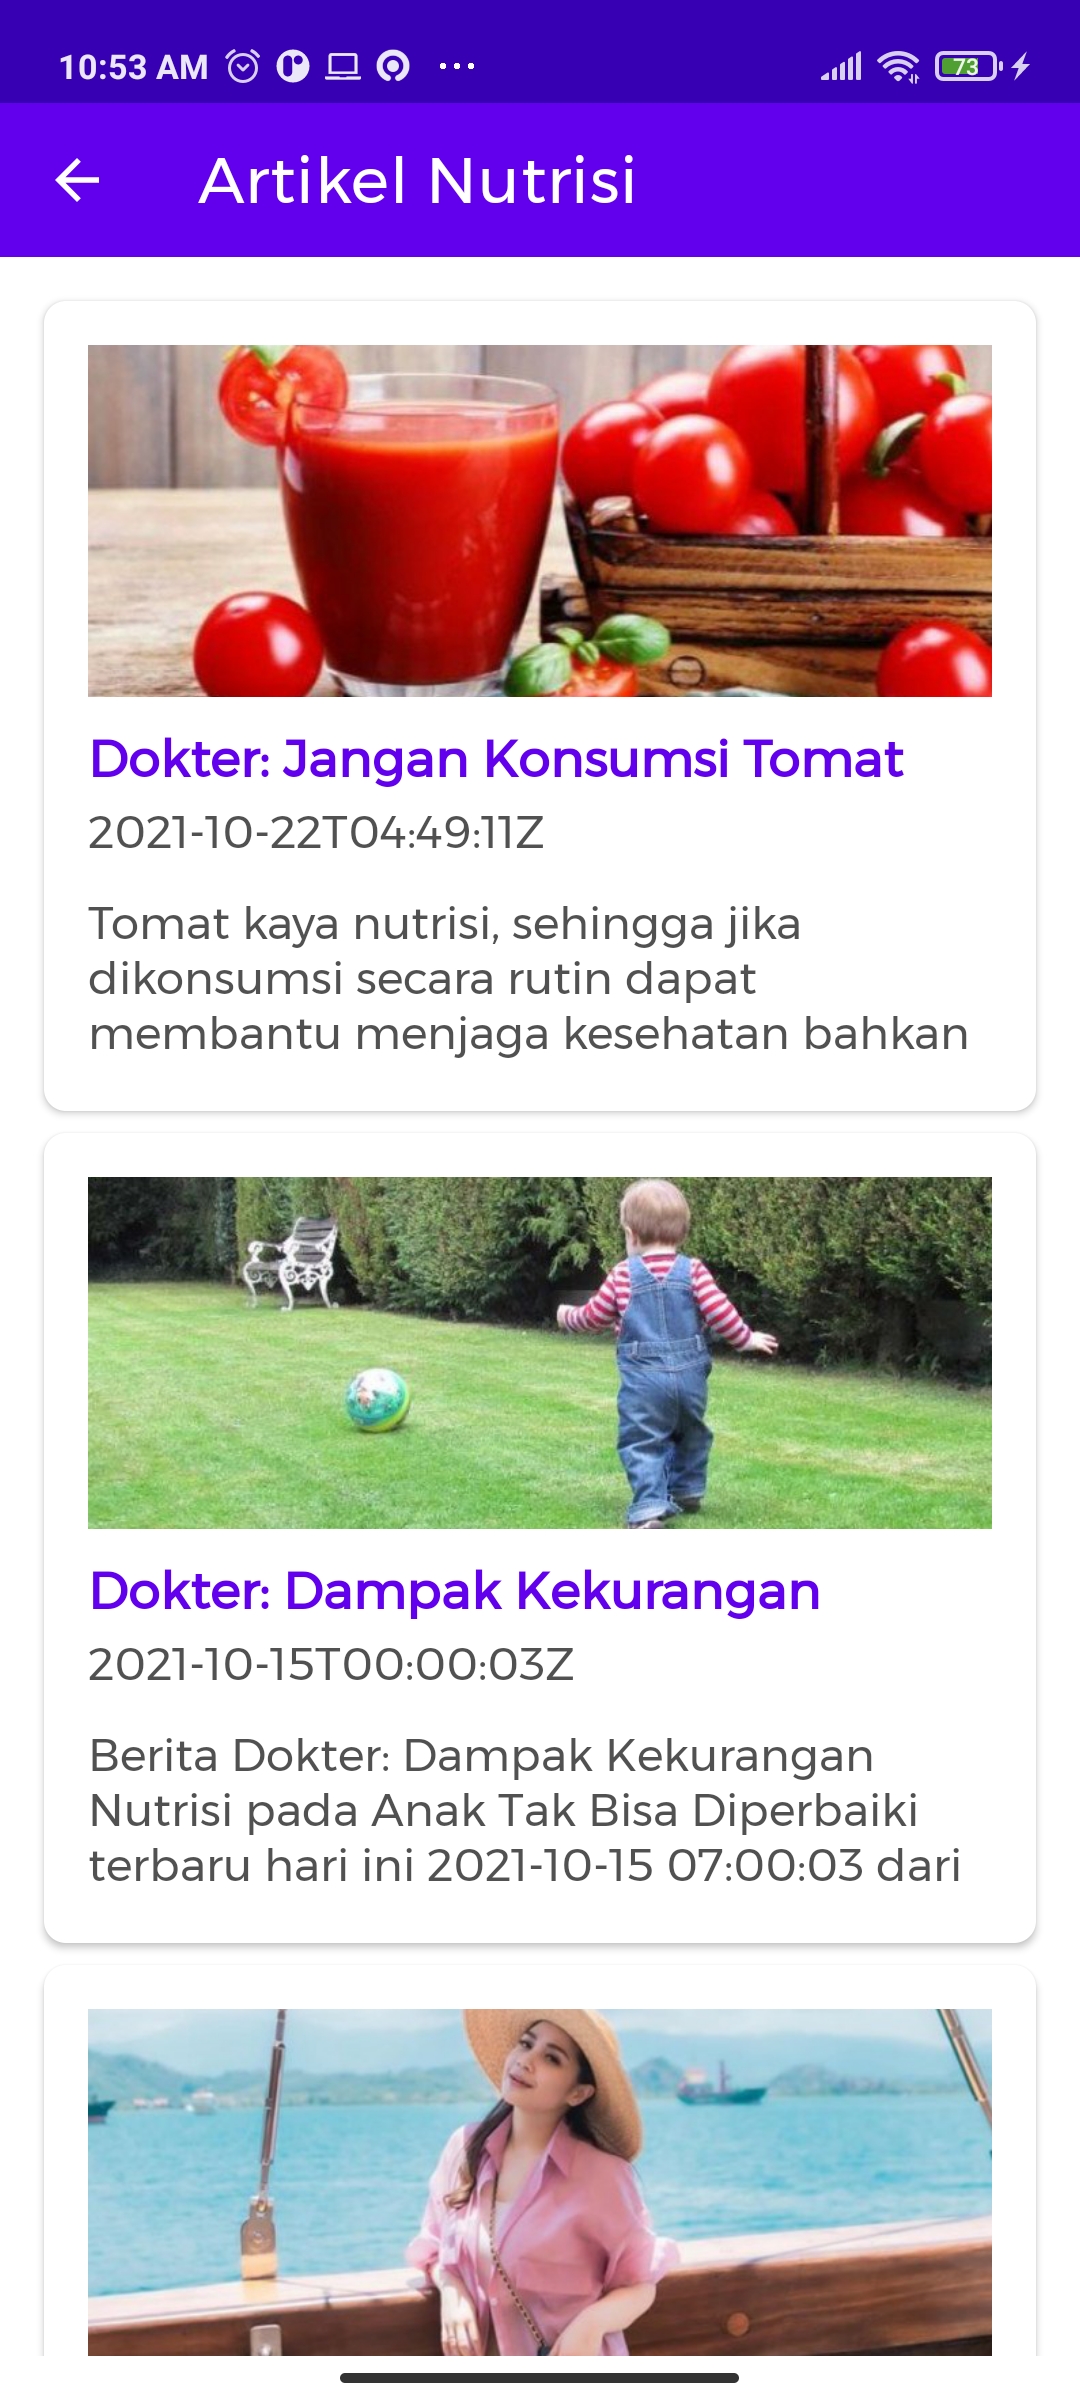 10:53 AM
73
Artikel Nutrisi
Dokter: Jangan Konsumsi Tomat
2021-10-22T04:49:11Z
Tomat kaya nutrisi, sehingga jika
dikonsumsi secara rutin dapat
membantu menjaga kesehatan bahkan
Dokter: Dampak Kekurangan
2021-10-15T00:00:03Z
Berita Dokter: Dampak Kekurangan
Nutrisi pada Anak Tak Bisa Diperbaiki
terbaru hari ini 2021-10-15 07:00:03 dari